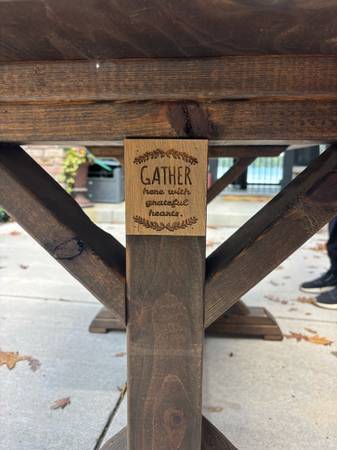 GATHER
here with
grateful
hearts.